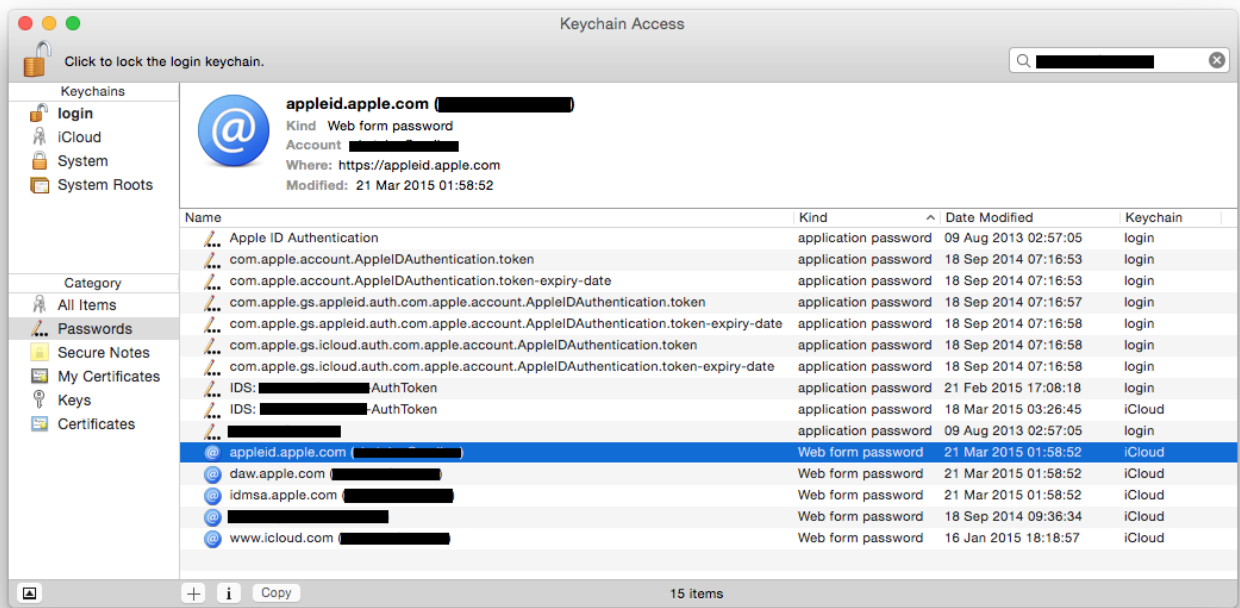 Keychain Access
Click to lock the login keychain.
Keychains
login
iCloud
System
System Roots
appleid.apple.com ( )
Kind Web form password
Account
Where: https://appleid.apple.com
Modified: 21 Mar 2015 01:58:52
Name Kind Date Modified Keychain
Apple ID Authentication application password 09 Aug 2013 02:57:05 login
com.apple.account.AppleIDAuthentication.token application password 18 Sep 2014 07:16:53 login
com.apple.account.AppleIDAuthentication.token-expiry-date application password 18 Sep 2014 07:16:53 login
com.apple.gs.appleid.auth.com.apple.account.AppleIDAuthentication.token application password 18 Sep 2014 07:16:57 login
com.apple.gs.appleid.auth.com.apple.account.AppleIDAuthentication.token-expiry-date application password 18 Sep 2014 07:16:58 login
com.apple.gs.icloud.auth.com.apple.account.AppleIDAuthentication.token application password 18 Sep 2014 07:16:58 login
com.apple.gs.icloud.auth.com.apple.account.AppleIDAuthentication.token-expiry-date application password 18 Sep 2014 07:16:58 login
IDS: -AuthToken application password 21 Feb 2015 17:08:18 login
IDS: -AuthToken application password 18 Mar 2015 03:26:45 iCloud
application password 09 Aug 2013 02:57:05 login
appleid.apple.com ( ) Web form password 21 Mar 2015 01:58:52 iCloud
daw.apple.com ( ) Web form password 21 Mar 2015 01:58:52 iCloud
idmsa.apple.com ( ) Web form password 21 Mar 2015 01:58:52 iCloud
Web form password 18 Sep 2014 09:36:34 iCloud
www.icloud.com ( ) Web form password 16 Jan 2015 18:18:57 iCloud
Category
All Items
Passwords
Secure Notes
My Certificates
Keys
Certificates
+ i Copy 15 items